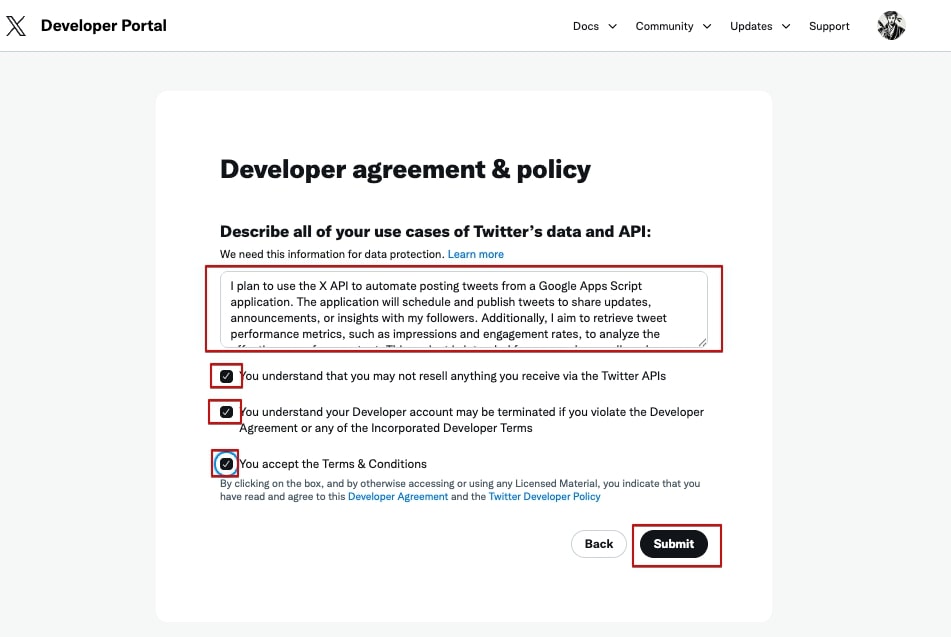 Developer Portal
Docs
Community
Updates
Support
Developer agreement & policy
Describe all of your use cases of Twitter's data and API:
We need this information for data protection. Learn more
I plan to use the X API to automate posting tweets from a Google Apps Script
application. The application will schedule and publish tweets to share updates,
announcements, or insights with my followers. Additionally, I aim to retrieve tweet
performance metrics, such as impressions and engagement rates, to analyze the
You understand that you may not resell anything you receive via the Twitter APIs
You understand your Developer account may be terminated if you violate the Developer
Agreement or any of the Incorporated Developer Terms
You accept the Terms & Conditions
By clicking on the box, and by otherwise accessing or using any Licensed Material, you indicate that you
have read and agree to this Developer Agreement and the Twitter Developer Policy
Back
Submit